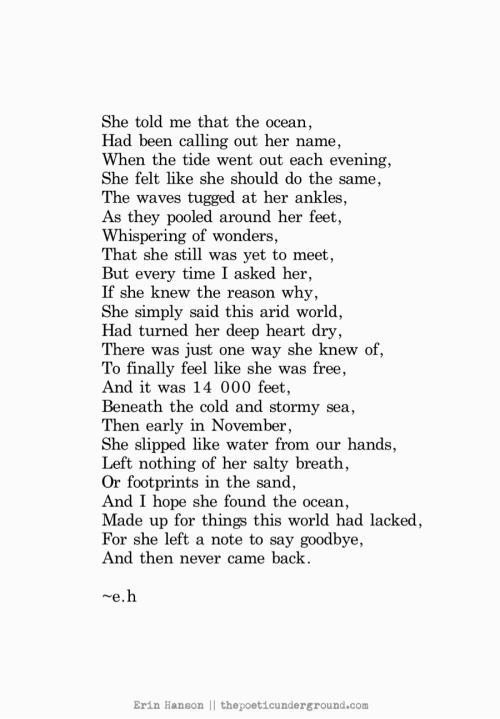 She told me that the ocean,
Had been calling out her name,
When the tide went out each evening,
She felt like she should do the same,
The waves tugged at her ankles,
As they pooled around her feet,
Whispering of wonders,
That she still was yet to meet,
But every time I asked her,
If she knew the reason why,
She simply said this arid world,
Had turned her deep heart dry,
There was just one way she knew of,
To finally feel like she was free,
And it was 14 000 feet,
Beneath the cold and stormy sea,
Then early in November,
She slipped like water from our hands,
Left nothing of her salty breath,
Or footprints in the sand,
And I hope she found the ocean,
Made up for things this world had lacked,
For she left a note to say goodbye,
And then never came back.
~e.h
Erin Hanson || thepoeticunderground.com